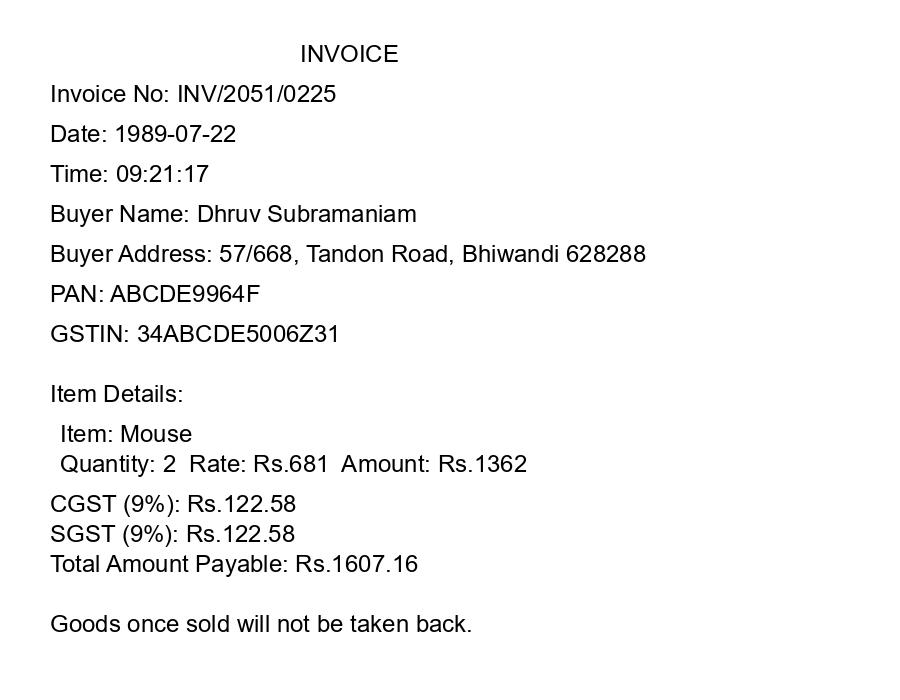 INVOICE
Invoice No: INV/2051/0225
Date: 1989-07-22
Time: 09:21:17
Buyer Name: Dhruv Subramaniam
Buyer Address: 57/668, Tandon Road, Bhiwandi 628288
PAN: ABCDE9964F
GSTIN: 34ABCDE5006Z31
Item Details:
Item: Mouse
Quantity: 2  Rate: Rs.681  Amount: Rs.1362
CGST (9%): Rs.122.58
SGST (9%): Rs.122.58
Total Amount Payable: Rs.1607.16
Goods once sold will not be taken back.